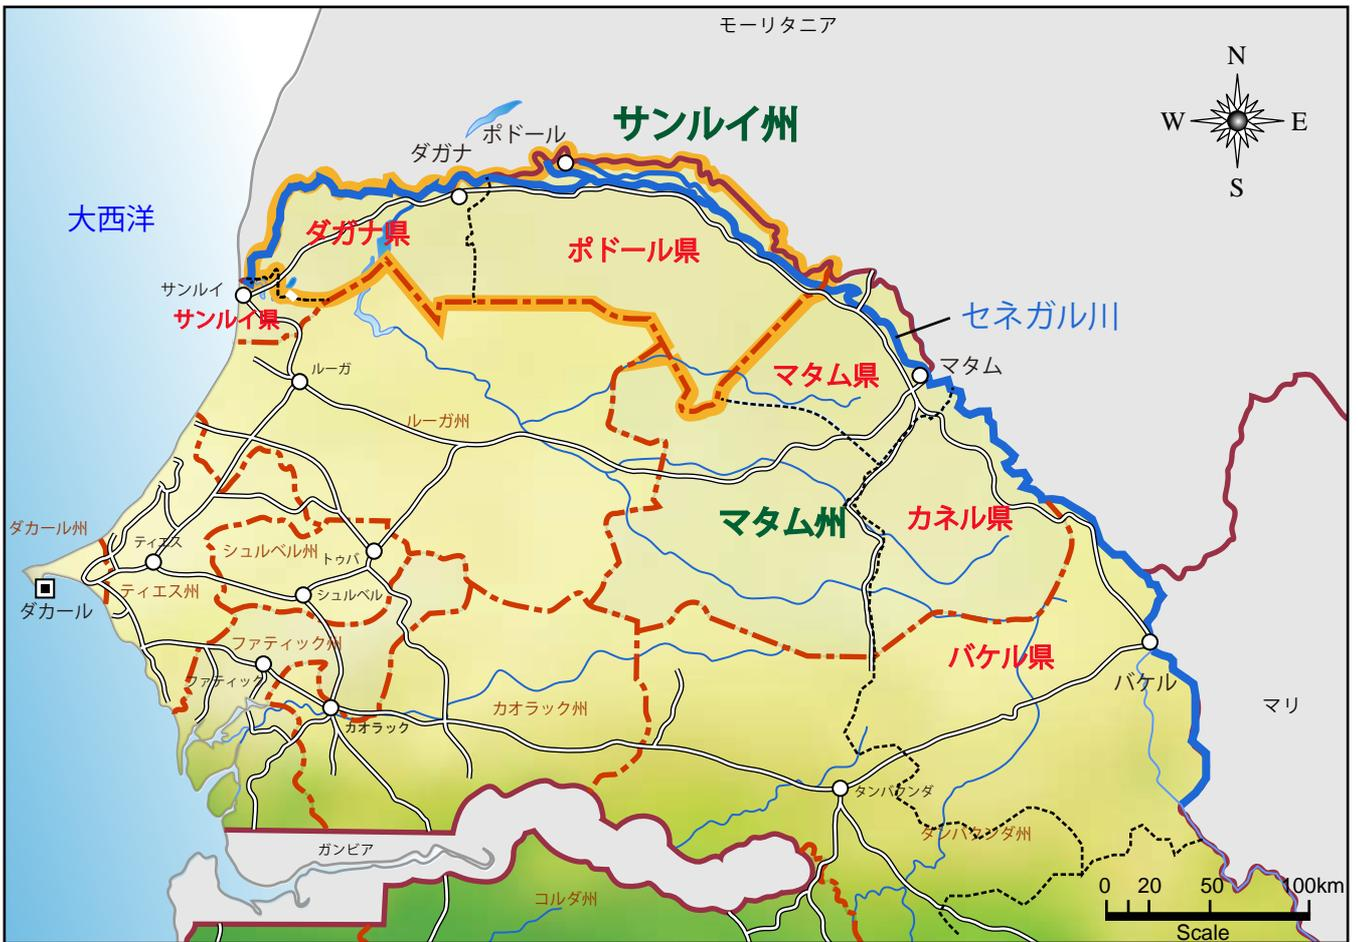 モーリタニア
N
W
E
S
サンルイ州
ポドール
ダガナ
大西洋
ダガナ県
ポドール県
サンルイ
サンルイ県
セネガル川
マタム
マタム県
ルーガ
ルーガ州
マタム州
カネル県
ダカール州
ティエス
シュルベル州
トゥバ
ティエス州
シュルベル
ダカール
ファティック州
バケル県
ファティック
バケル
カオラック州
マリ
カオラック
タンバクンダ
タンバクンダ州
ガンビア
コルダ州
0 20 50 100km
Scale